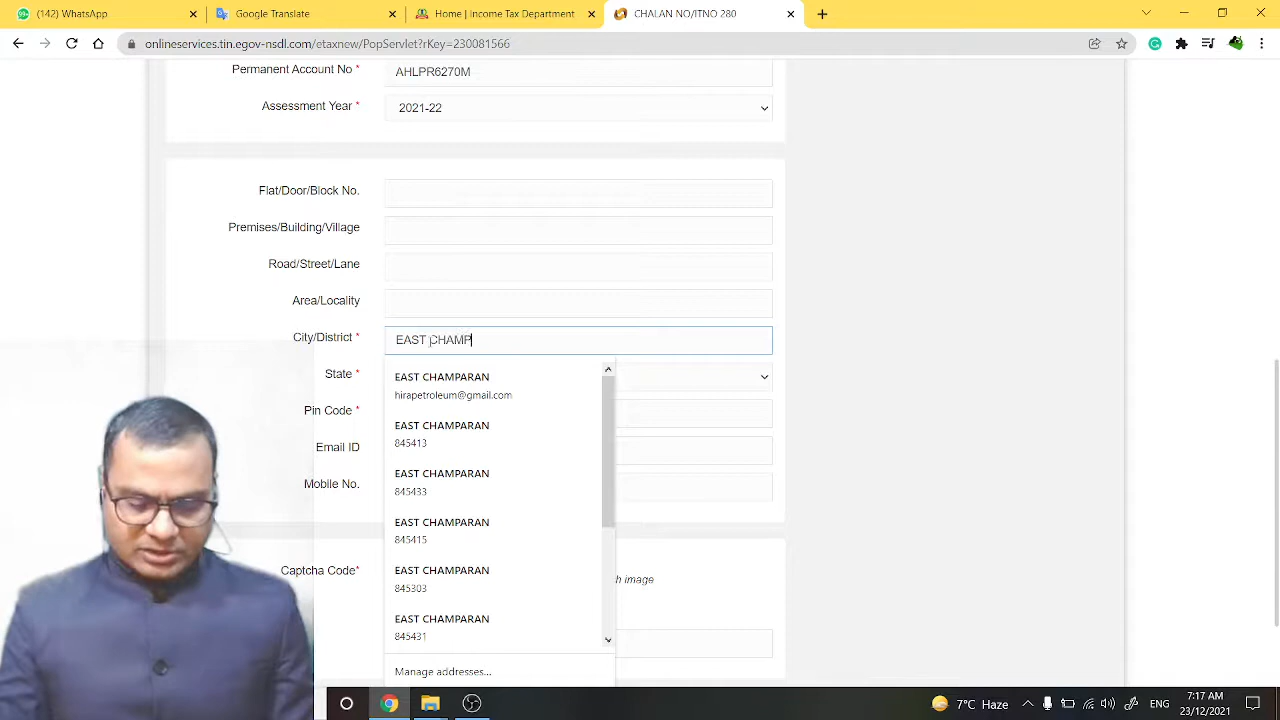 99+ (142) WhatsApp
Google Translate
Home | Income Tax Department
CHALAN NO/ITNO 280
onlineservices.tin.egov-nsdl.com/etaxnew/PopServlet?rKey=230081566
Permanent Account No * AHLPR6270M
Assessment Year * 2021-22
Flat/Door/Block No.
Premises/Building/Village
Road/Street/Lane
Area/Locality
City/District * EAST CHAMP
State *
Pin Code *
Email ID
Mobile No.
EAST CHAMPARAN
hirapetroleum@gmail.com
EAST CHAMPARAN
845413
EAST CHAMPARAN
845433
EAST CHAMPARAN
845415
EAST CHAMPARAN
845303
EAST CHAMPARAN
845431
Manage addresses...
Captcha Code*
h image
7°C Haze
ENG
7:17 AM
23/12/2021